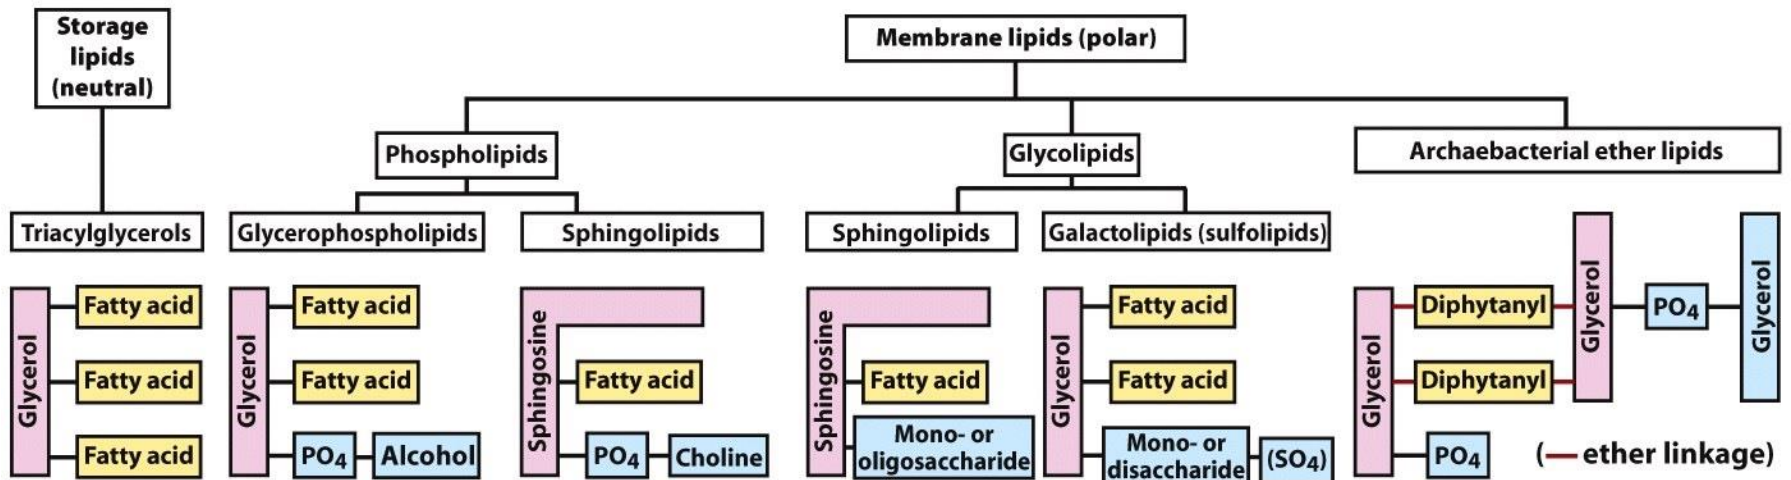 Storage
lipids
(neutral)
Membrane lipids (polar)
Phospholipids
Glycolipids
Archaebacterial ether lipids
Triacylglycerols
Glycerophospholipids
Sphingolipids
Sphingolipids
Galactolipids (sulfolipids)
Glycerol
Fatty acid
Fatty acid
Fatty acid
Glycerol
Fatty acid
Fatty acid
PO4
Alcohol
Sphingosine
Fatty acid
PO4
Choline
Sphingosine
Fatty acid
Mono- or
oligosaccharide
Glycerol
Fatty acid
Fatty acid
Mono- or
disaccharide
(SO4)
Glycerol
Diphytanyl
Diphytanyl
PO4
Glycerol
PO4
Glycerol
(— ether linkage)